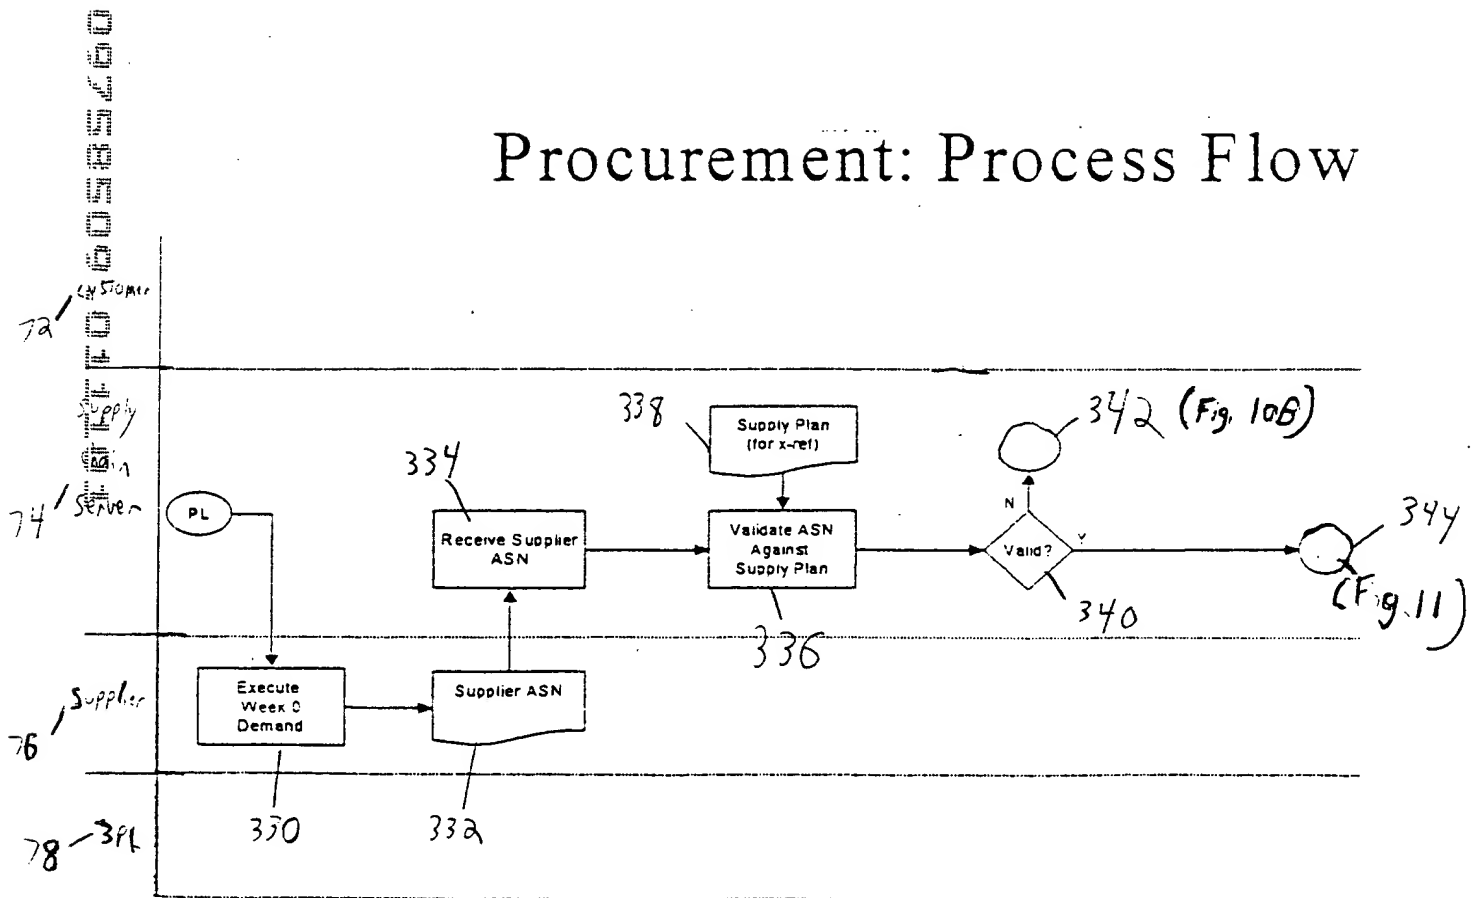 Procurement: Process Flow
72
Customer
338
Supply Plan
(for x-ref)
342 (Fig. 10B)
Supply
334
N
74
Server
PL
Receive Supplier
ASN
Validate ASN
Against
Supply Plan
Valid?
Y
344
(Fig. 11)
340
336
Supplier
76
Execute
Week 0
Demand
Supplier ASN
330
332
78
3PL